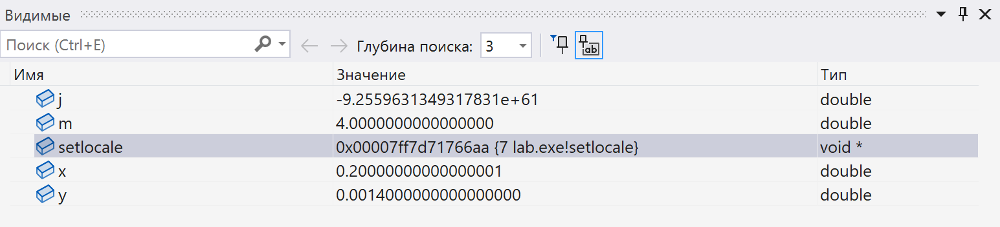 Видимые
Поиск (Ctrl+E) Глубина поиска: 3
Имя Значение Тип
j -9.2559631349317831e+61 double
m 4.0000000000000000 double
setlocale 0x00007ff7d71766aa {7 lab.exe!setlocale} void *
x 0.20000000000000001 double
y 0.0014000000000000000 double